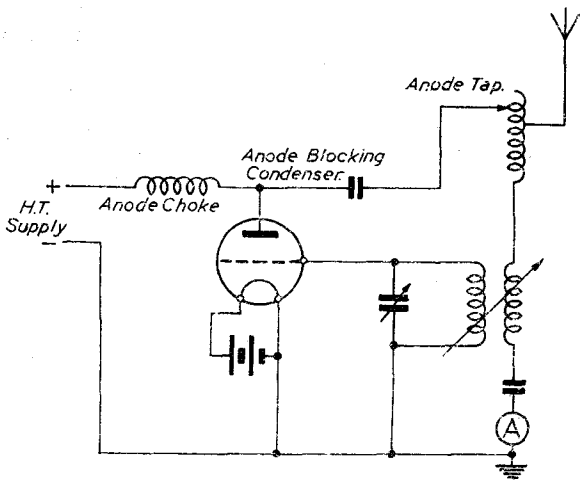 Anode Tap.
Anode Blocking
Condenser
+
Anode Choke
H.T.
Supply
−
A